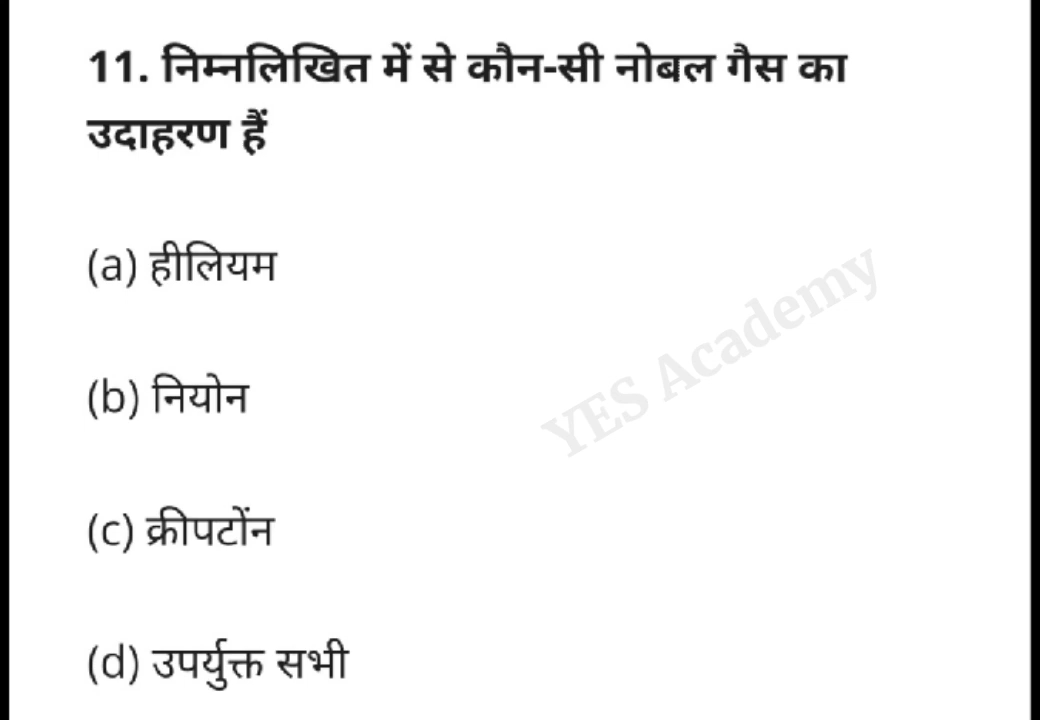 11. निम्नलिखित में से कौन-सी नोबल गैस का
उदाहरण हैं
(a) हीलियम
YES Academy
(b) नियोन
(c) क्रीपटोंन
(d) उपर्युक्त सभी